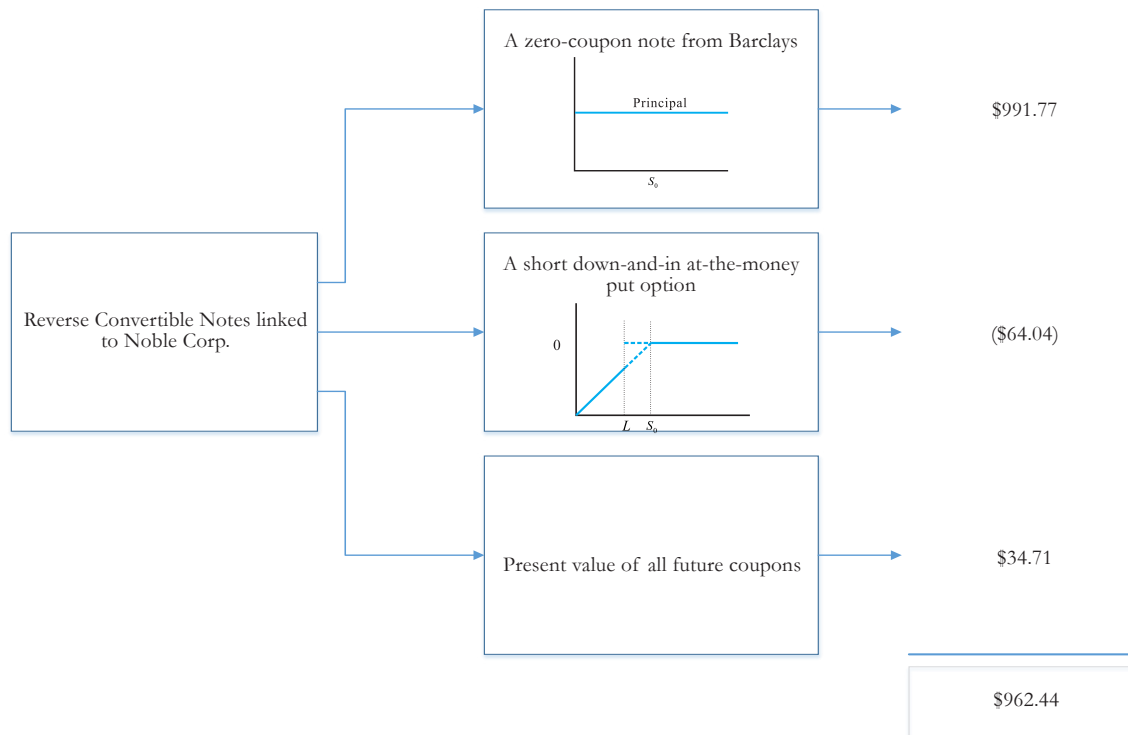 A zero-coupon note from Barclays
Principal
S₀
$991.77
Reverse Convertible Notes linked
to Noble Corp.
A short down-and-in at-the-money
put option
0
L S₀
($64.04)
Present value of all future coupons
$34.71
$962.44